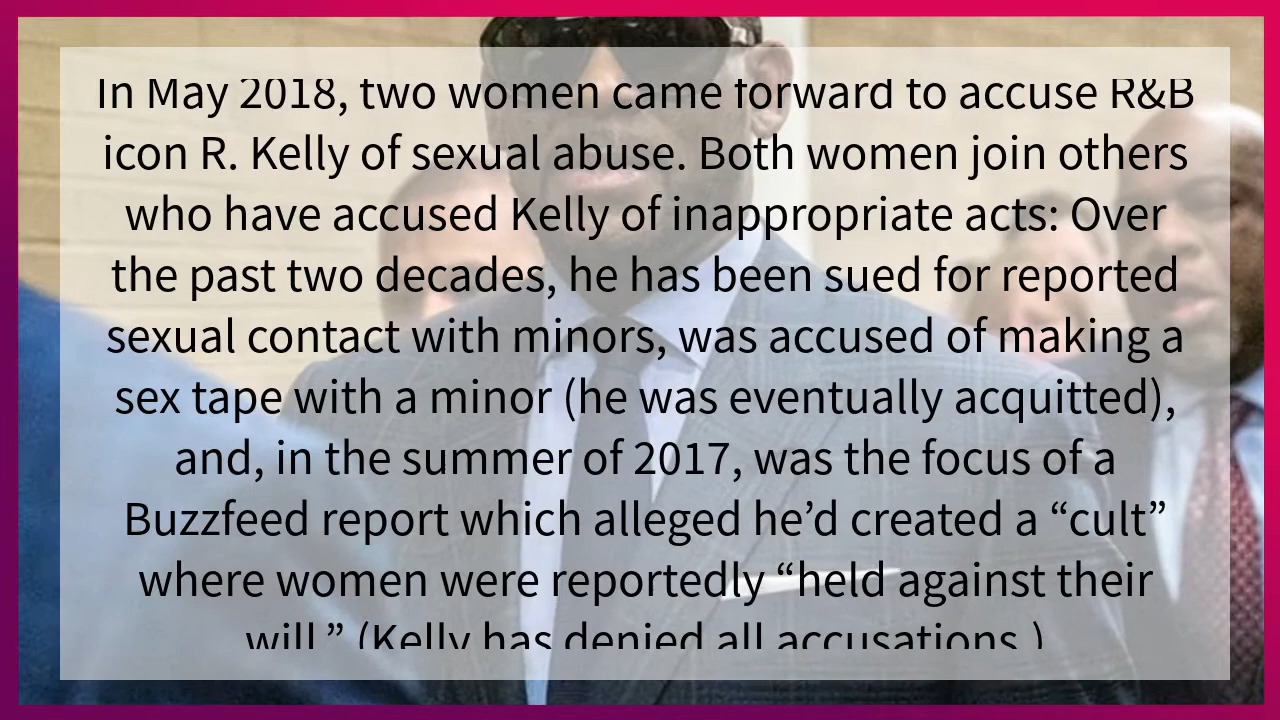 In May 2018, two women came forward to accuse R&B
icon R. Kelly of sexual abuse. Both women join others
who have accused Kelly of inappropriate acts: Over
the past two decades, he has been sued for reported
sexual contact with minors, was accused of making a
sex tape with a minor (he was eventually acquitted),
and, in the summer of 2017, was the focus of a
Buzzfeed report which alleged he’d created a “cult”
where women were reportedly “held against their
will.” (Kelly has denied all accusations.)